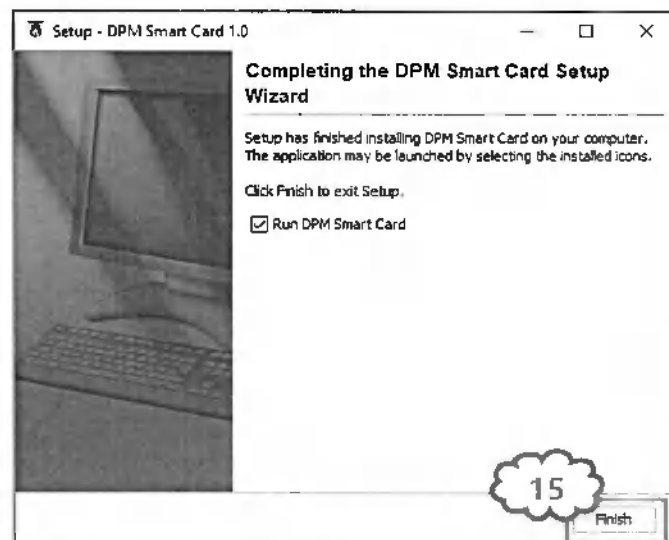 Setup - DPM Smart Card 1.0
Completing the DPM Smart Card Setup
Wizard
Setup has finished installing DPM Smart Card on your computer.
The application may be launched by selecting the installed icons.
Click Finish to exit Setup.
Run DPM Smart Card
15
Finish